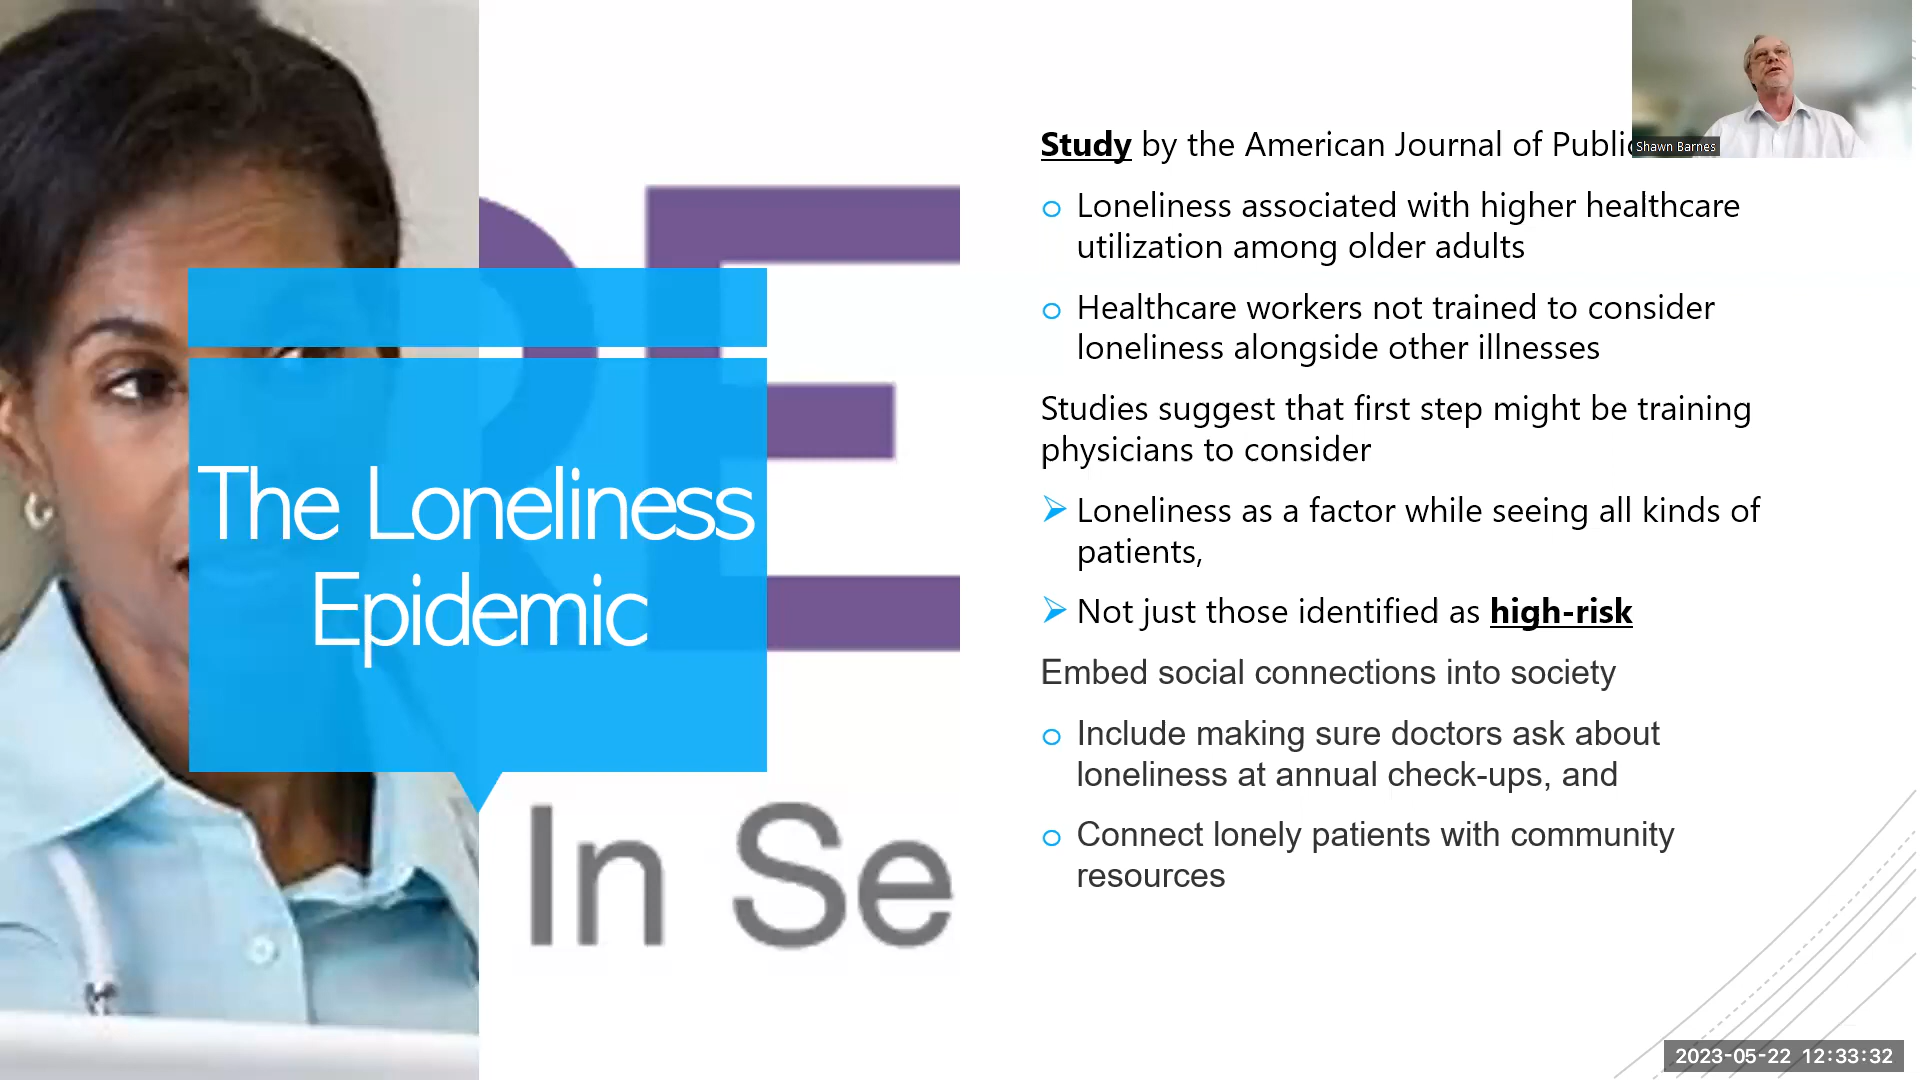 Shawn Barnes
Study by the American Journal of Public
Loneliness associated with higher healthcare
utilization among older adults
Healthcare workers not trained to consider
loneliness alongside other illnesses
Studies suggest that first step might be training
physicians to consider
Loneliness as a factor while seeing all kinds of
patients,
Not just those identified as high-risk
Embed social connections into society
Include making sure doctors ask about
loneliness at annual check-ups, and
Connect lonely patients with community
resources
The Loneliness
Epidemic
In Se
2023-05-22 12:33:32